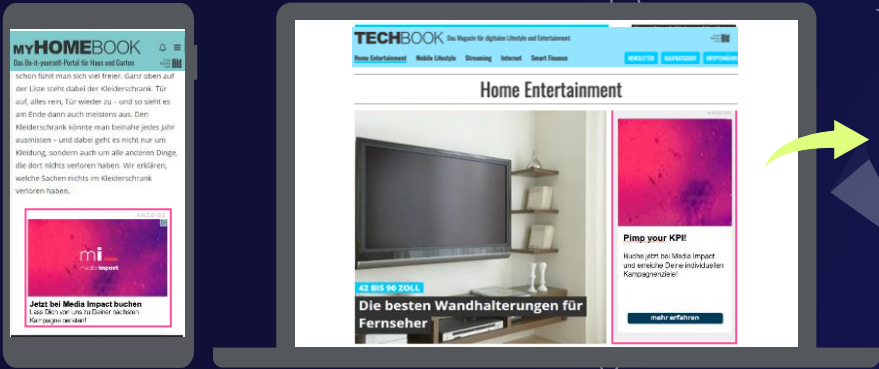 MYHOMEBOOK
Das Do-it-yourself-Portal für Haus und Garten
schon fühlt man sich viel freier. Ganz oben auf
der Liste steht dabei der Kleiderschrank. Tür
auf, alles rein, Tür wieder zu – und so sieht es
am Ende dann auch meistens aus. Den
Kleiderschrank könnte man beinahe jedes Jahr
ausmisten – und dabei geht es nicht nur um
Kleidung, sondern auch um alle anderen Dinge,
die dort nichts verloren haben. Wir erklären,
welche Sachen nichts im Kleiderschrank
verloren haben.
ANZEIGE
mi
media impact
Jetzt bei Media Impact buchen
Lass Dich von uns zu Deiner nächsten
Kampagne beraten!
TECHBOOK Das Magazin für digitalen Lifestyle und Entertainment
Bild
Home Entertainment Mobile Lifestyle Streaming Internet Smart Finance
NEWSLETTER KAUFRATGEBER
Home Entertainment
42 BIS 90 ZOLL
Die besten Wandhalterungen für
Fernseher
ANZEIGE
Pimp your KPI!
Buche jetzt bei Media Impact
und erreiche Deine individuellen
Kampagnenziele!
mehr erfahren